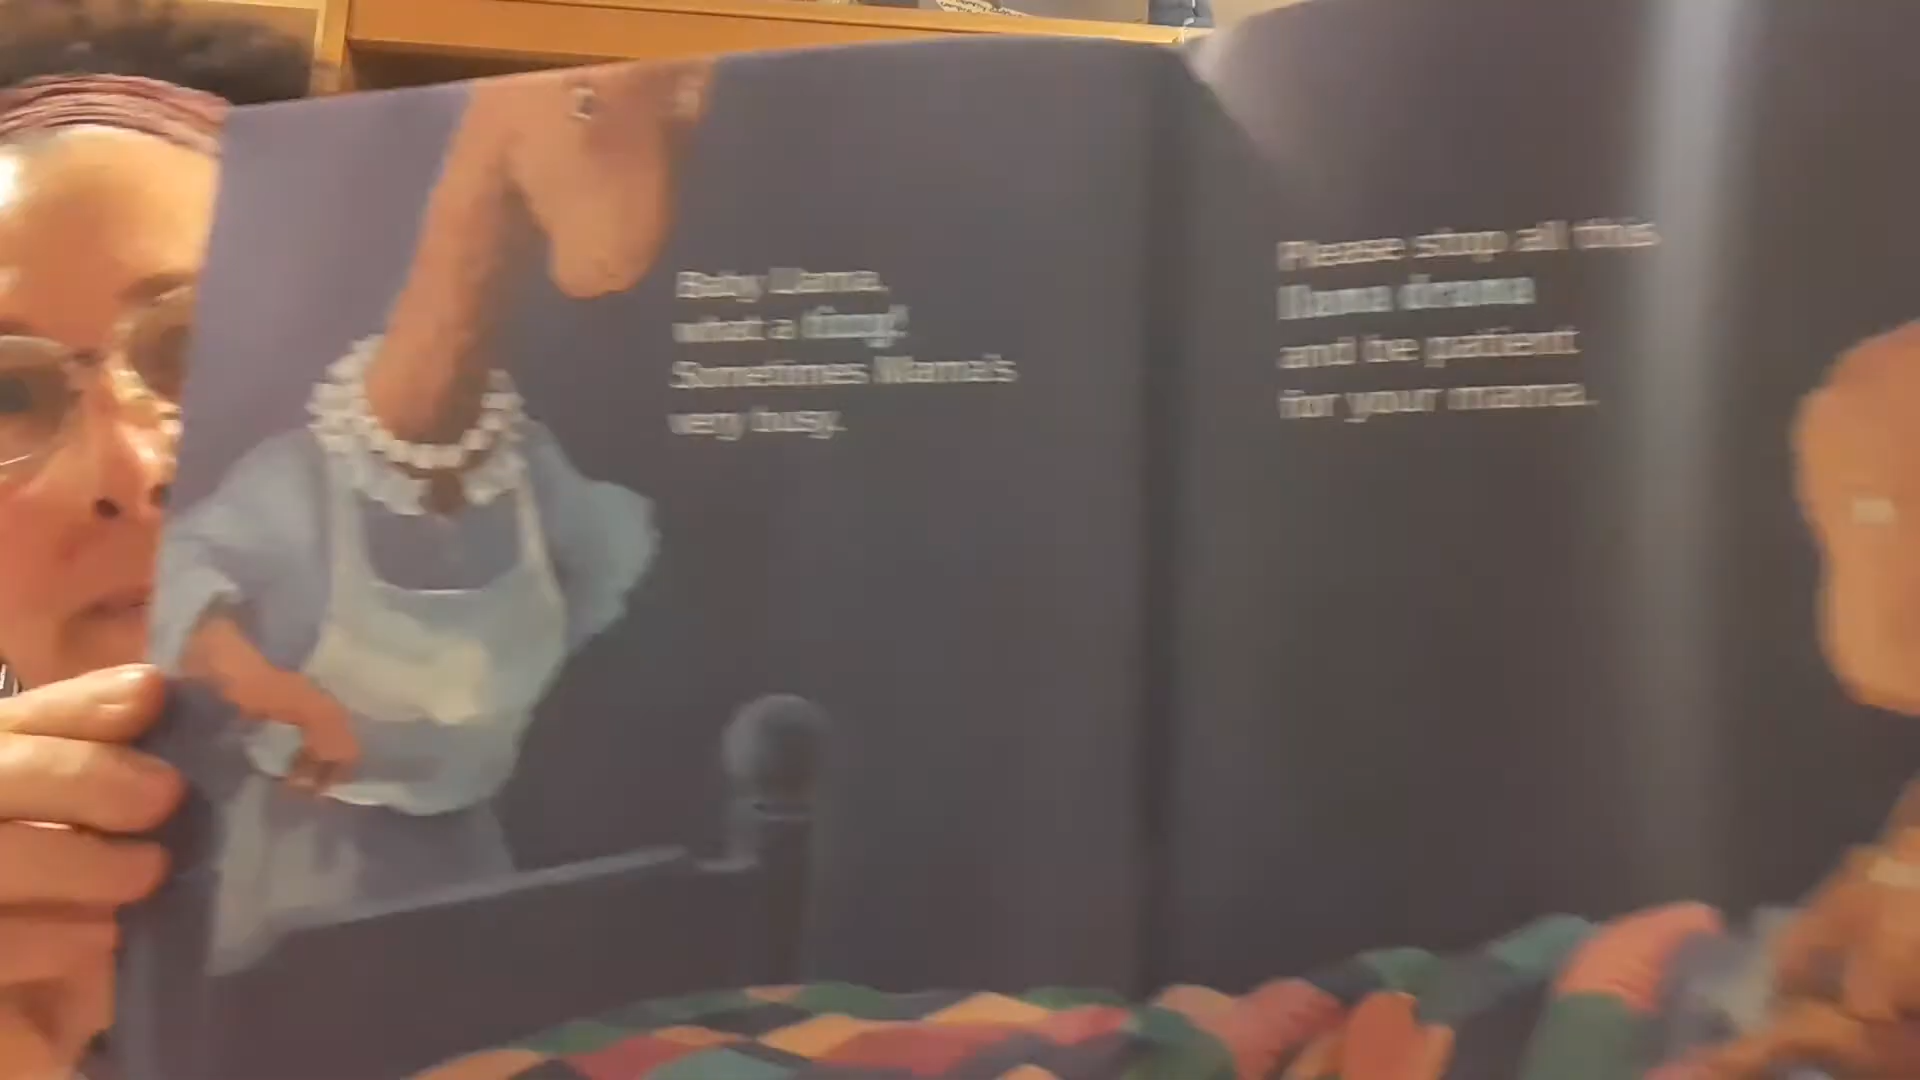 Baby Llama,
what a tizzy!
Sometimes Mama's
very busy.
Please stop all this
llama drama
and be patient
for your mama.